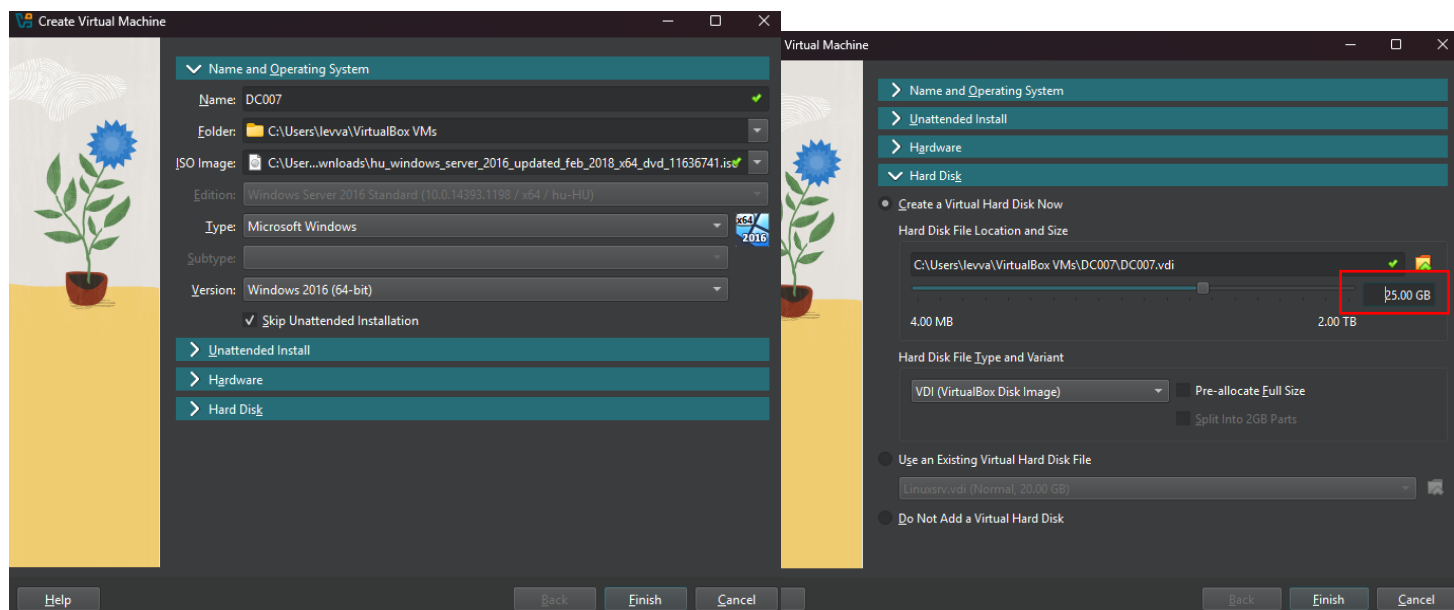 Create Virtual Machine
Name and Operating System
Name: DC007
Folder: C:\Users\levva\VirtualBox VMs
ISO Image: C:\User...wnloads\hu_windows_server_2016_updated_feb_2018_x64_dvd_11636741.iso
Edition: Windows Server 2016 Standard (10.0.14393.1198 / x64 / hu-HU)
Type: Microsoft Windows
x64
2016
Subtype:
Version: Windows 2016 (64-bit)
Skip Unattended Installation
Unattended Install
Hardware
Hard Disk
Help
Back
Finish
Cancel
Virtual Machine
Name and Operating System
Unattended Install
Hardware
Hard Disk
Create a Virtual Hard Disk Now
Hard Disk File Location and Size
C:\Users\levva\VirtualBox VMs\DC007\DC007.vdi
25.00 GB
4.00 MB
2.00 TB
Hard Disk File Type and Variant
VDI (VirtualBox Disk Image)
Pre-allocate Full Size
Split Into 2GB Parts
Use an Existing Virtual Hard Disk File
Linuxsrv.vdi (Normal, 20.00 GB)
Do Not Add a Virtual Hard Disk
Back
Finish
Cancel